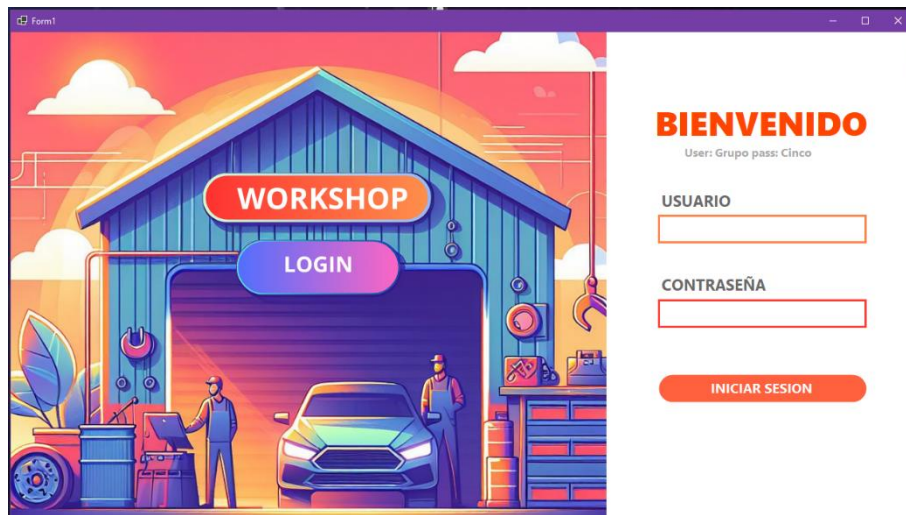 Form1
WORKSHOP
LOGIN
BIENVENIDO
User: Grupo pass: Cinco
USUARIO
CONTRASEÑA
INICIAR SESION